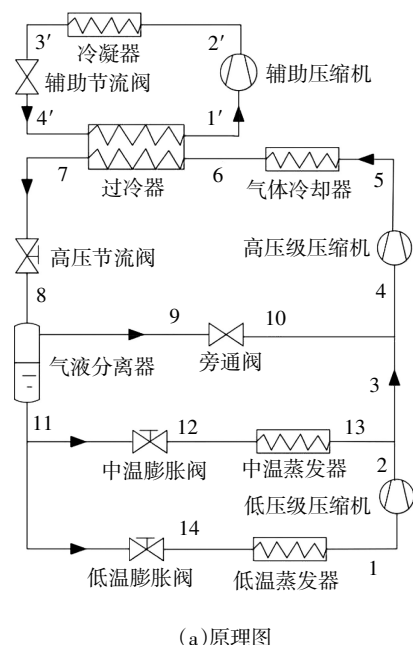 3′
冷凝器
2′
辅助节流阀
辅助压缩机
4′
1′
7
过冷器
6
气体冷却器
5
高压节流阀
高压级压缩机
8
4
9
10
气液分离器
旁通阀
3
11
12
13
中温膨胀阀
中温蒸发器
2
低压级压缩机
14
低温膨胀阀
低温蒸发器
1
(a)原理图